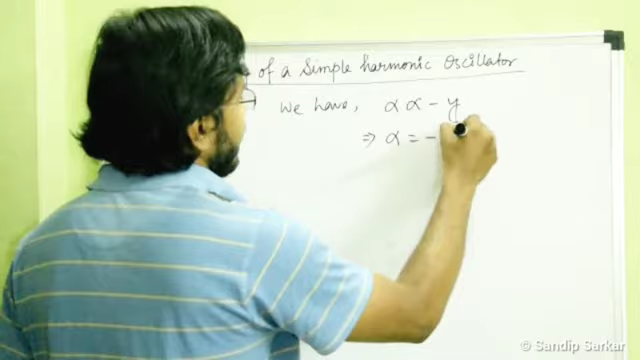 of a Simple harmonic Oscillator
We have, α ∝ - y
⇒ α = -
© Sandip Sarkar